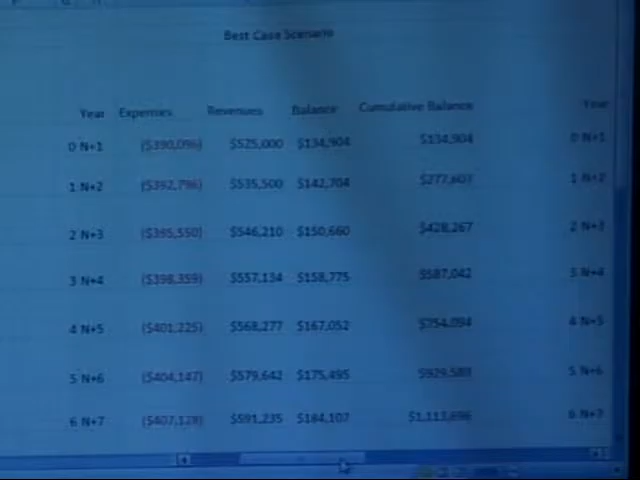 Best Case Scenario
Year Expenses Revenues Balance Cumulative Balance Year
0 N+1 ($390,096) $525,000 $134,904 $134,904 0 N+1
1 N+2 ($392,796) $535,500 $142,704 $277,607 1 N+2
2 N+3 ($395,550) $546,210 $150,660 $428,267 2 N+3
3 N+4 ($398,359) $557,134 $158,775 $587,042 3 N+4
4 N+5 ($401,225) $568,277 $167,052 $754,094 4 N+5
5 N+6 ($404,147) $579,642 $175,495 $929,589 5 N+6
6 N+7 ($407,128) $591,235 $184,107 $1,113,696 6 N+7